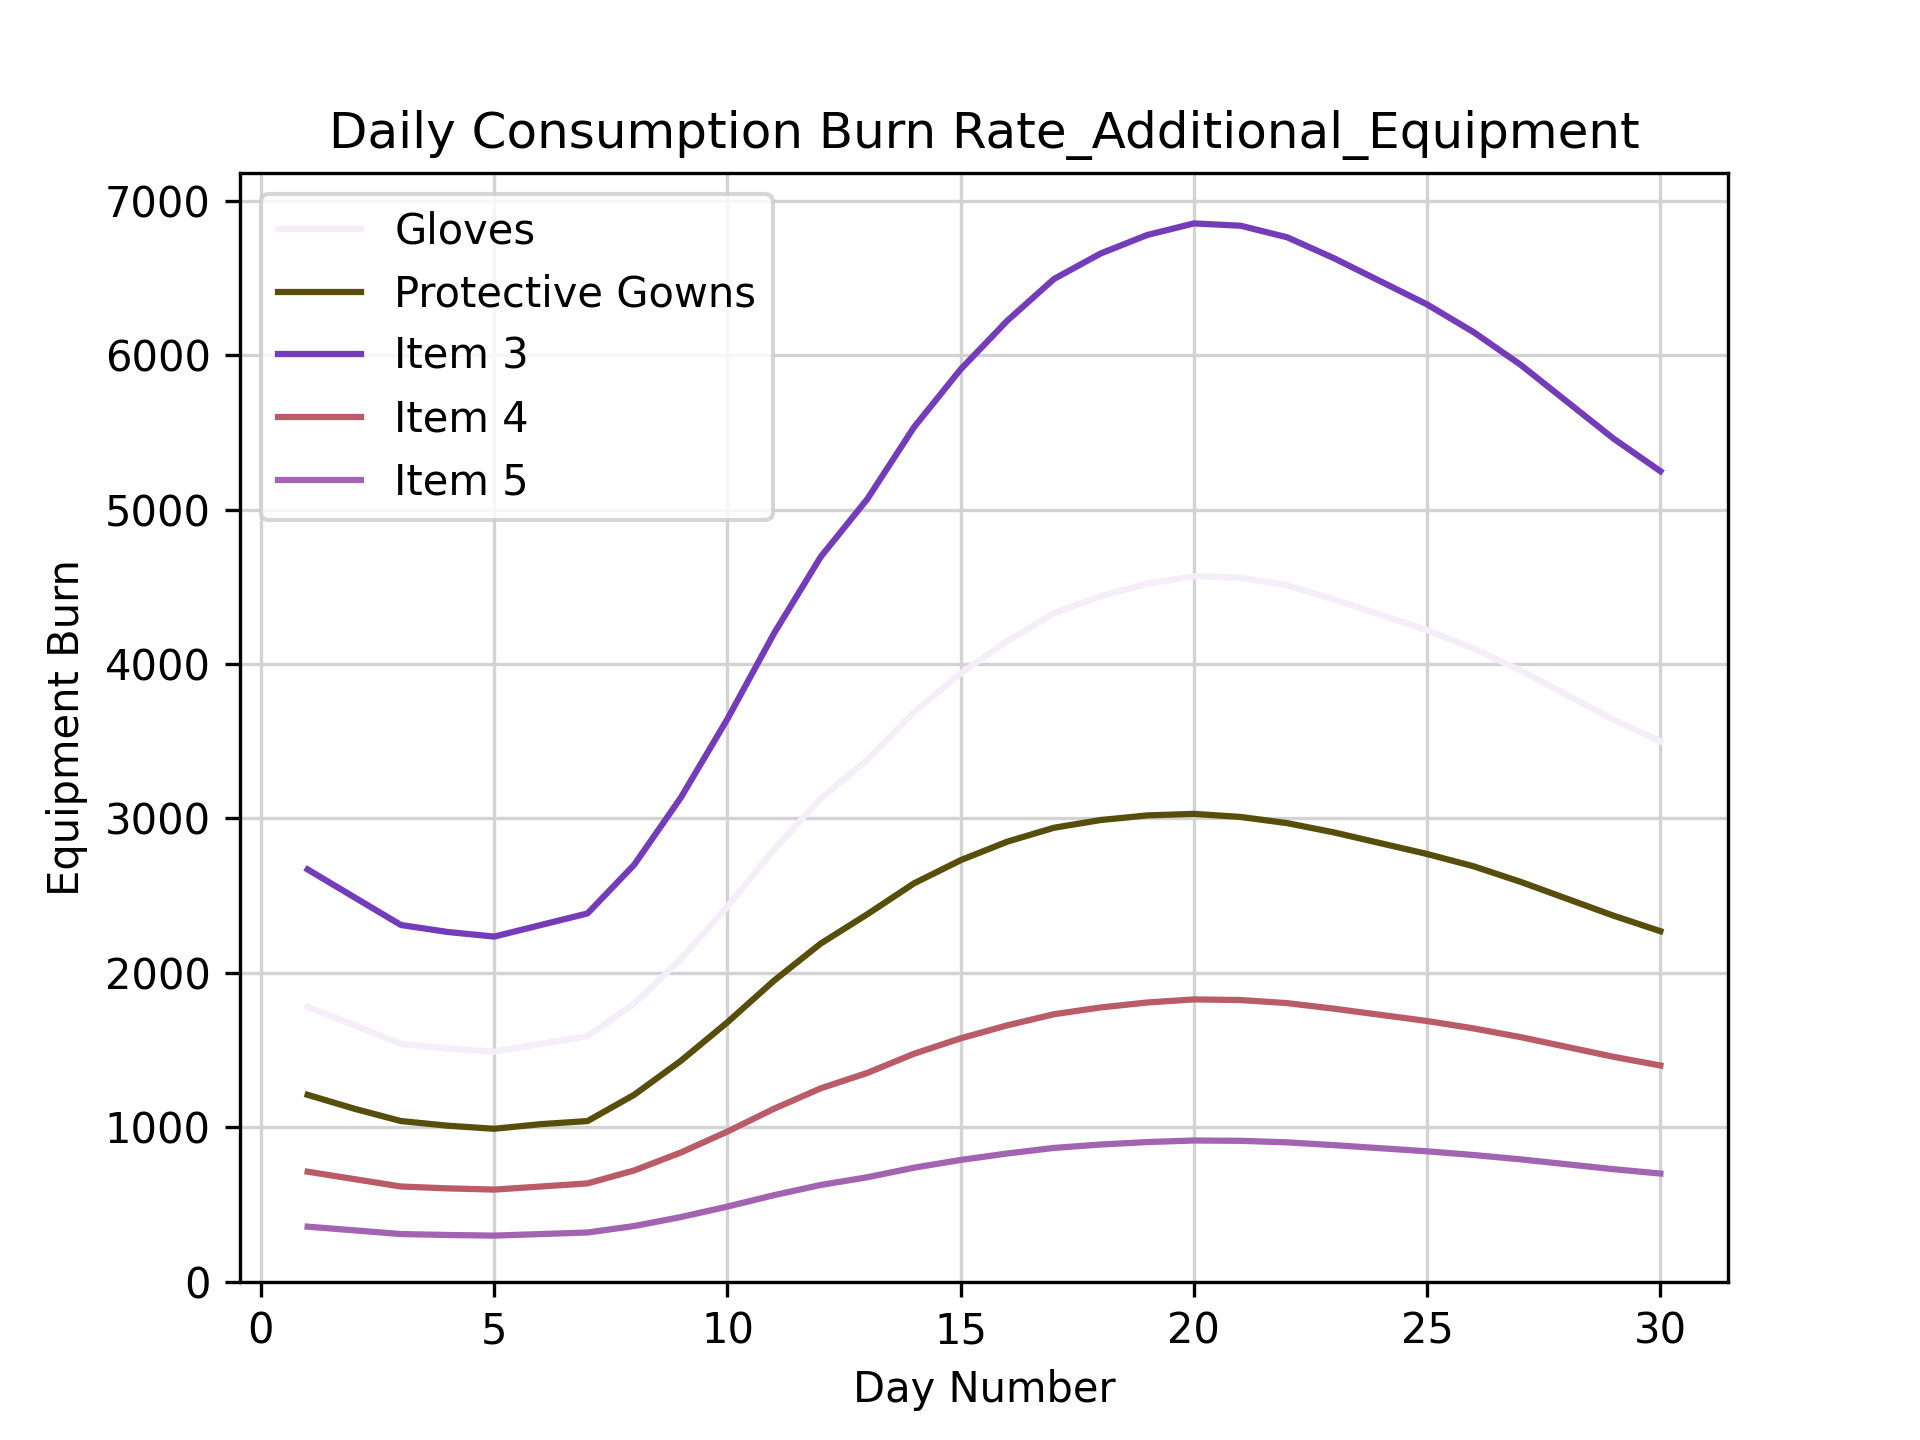 Daily Consumption Burn Rate_Additional_Equipment
7000
6000
5000
4000
3000
2000
1000
0
Equipment Burn
Gloves
Protective Gowns
Item 3
Item 4
Item 5
0 5 10 15 20 25 30
Day Number